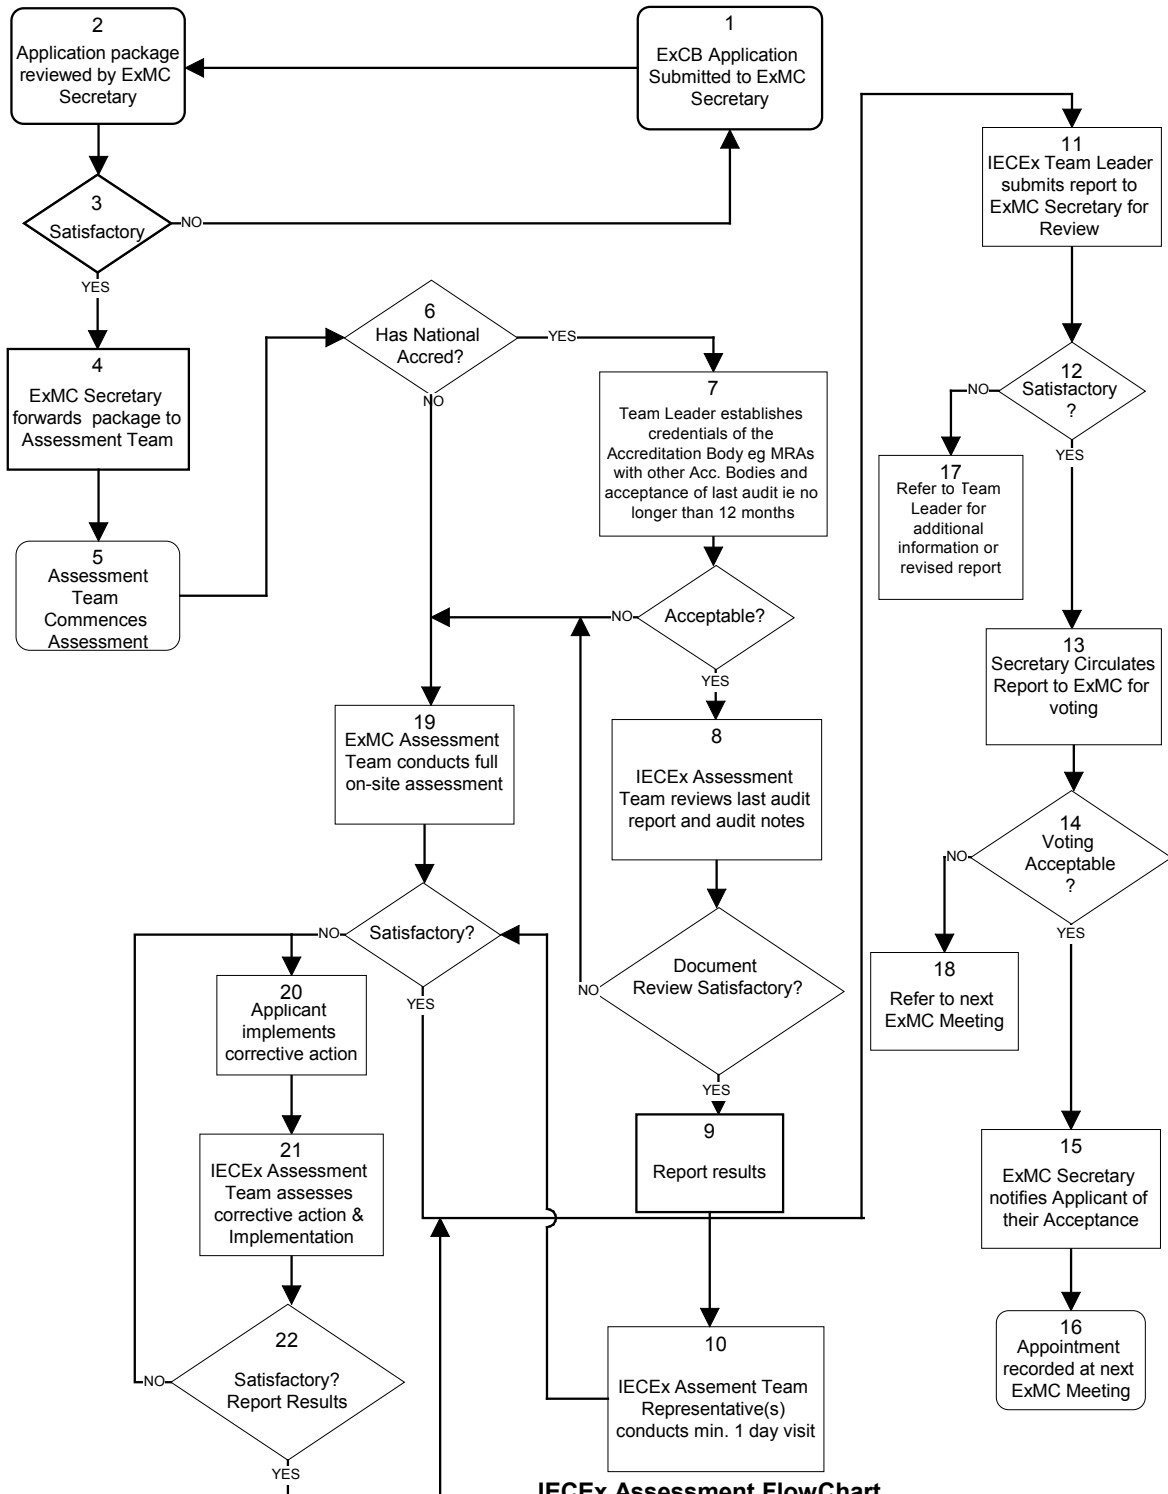 2
Application package
reviewed by ExMC
Secretary
1
ExCB Application
Submitted to ExMC
Secretary
3
Satisfactory
NO
YES
4
ExMC Secretary
forwards package to
Assessment Team
5
Assessment
Team
Commences
Assessment
6
Has National
Accred?
YES
NO
7
Team Leader establishes
credentials of the
Accreditation Body eg MRAs
with other Acc. Bodies and
acceptance of last audit ie no
longer than 12 months
Acceptable?
NO
YES
8
IECEx Assessment
Team reviews last audit
report and audit notes
Document
Review Satisfactory?
NO
YES
9
Report results
10
IECEx Assement Team
Representative(s)
conducts min. 1 day visit
19
ExMC Assessment
Team conducts full
on-site assessment
Satisfactory?
NO
YES
20
Applicant
implements
corrective action
21
IECEx Assessment
Team assesses
corrective action &
Implementation
22
Satisfactory?
Report Results
NO
YES
11
IECEx Team Leader
submits report to
ExMC Secretary for
Review
12
Satisfactory
?
NO
YES
17
Refer to Team
Leader for
additional
information or
revised report
13
Secretary Circulates
Report to ExMC for
voting
14
Voting
Acceptable
?
NO
YES
18
Refer to next
ExMC Meeting
15
ExMC Secretary
notifies Applicant of
their Acceptance
16
Appointment
recorded at next
ExMC Meeting
IECEx Assessment FlowChart